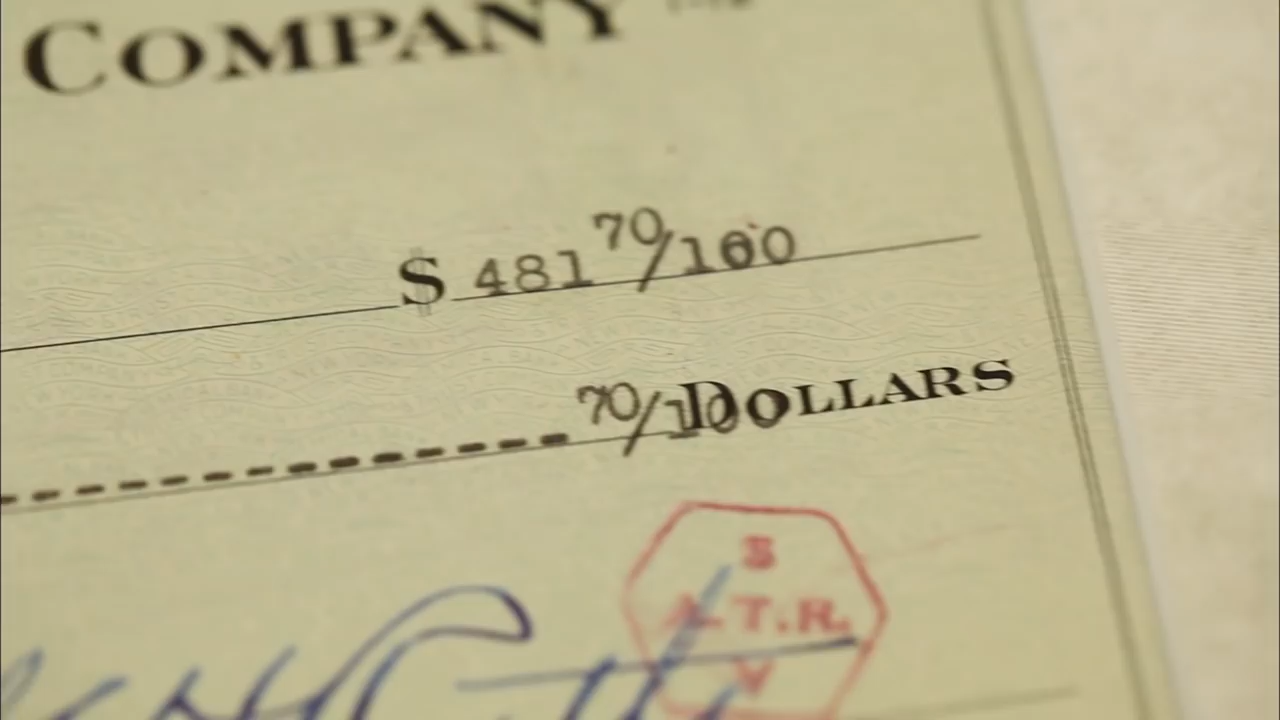 COMPANY
$ 481 70/100
70/100 DOLLARS
S
A.T.R.
V